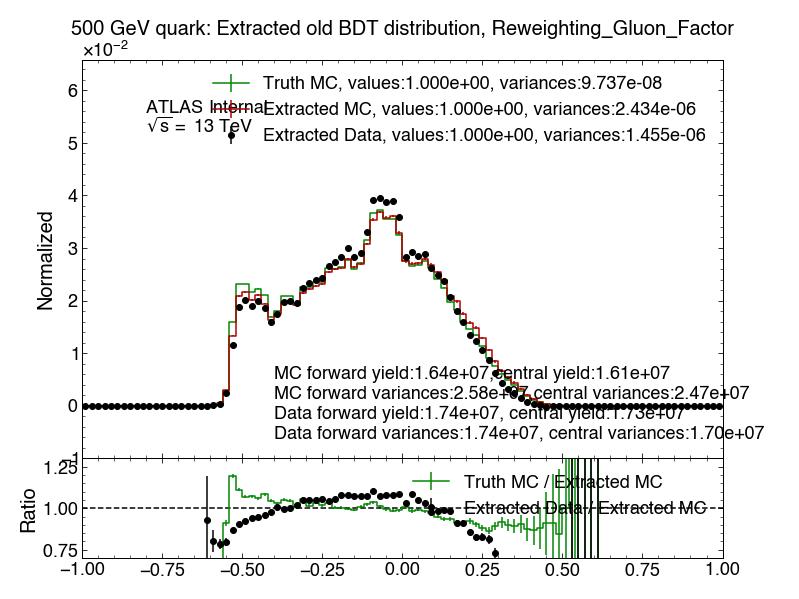 500 GeV quark: Extracted old BDT distribution, Reweighting_Gluon_Factor
×10⁻²
Truth MC, values:1.000e+00, variances:9.737e-08
ATLAS Internal
Extracted MC, values:1.000e+00, variances:2.434e-06
√s = 13 TeV
Extracted Data, values:1.000e+00, variances:1.455e-06
6
5
4
3
2
1
0
−1
Normalized
MC forward yield:1.64e+07, central yield:1.61e+07
MC forward variances:2.58e+07, central variances:2.47e+07
Data forward yield:1.74e+07, central yield:1.73e+07
Data forward variances:1.74e+07, central variances:1.70e+07
1.25
1.00
0.75
Ratio
Truth MC / Extracted MC
Extracted Data / Extracted MC
−1.00 −0.75 −0.50 −0.25 0.00 0.25 0.50 0.75 1.00